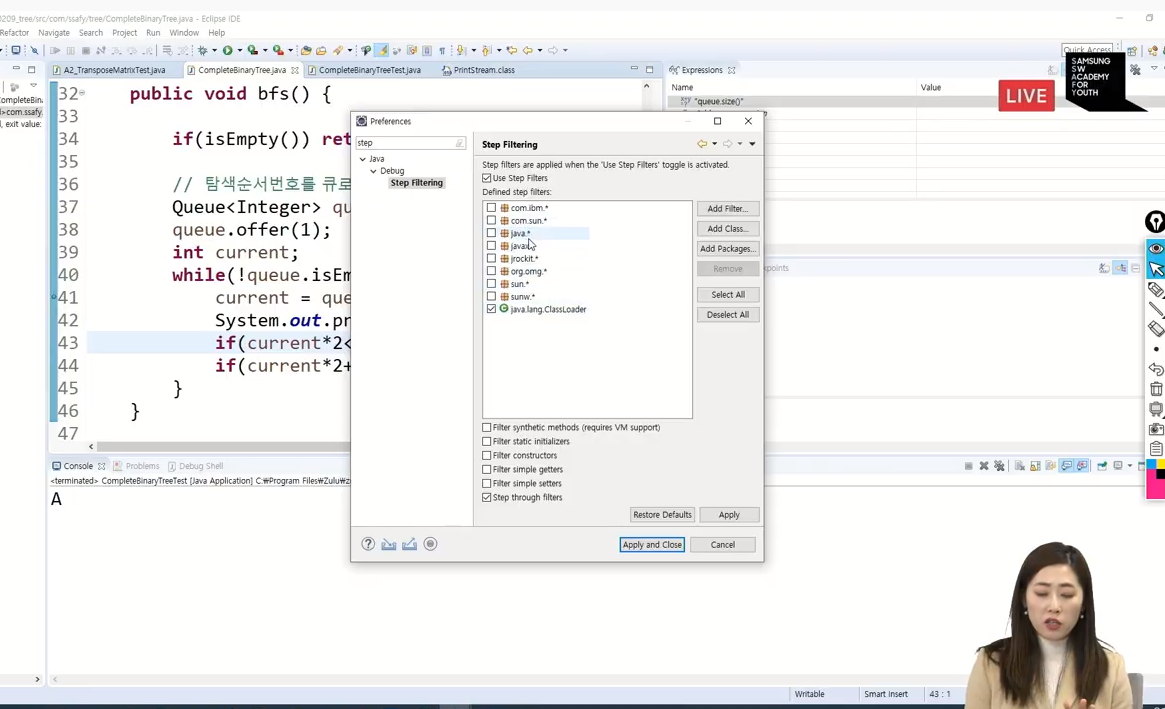 0209_tree/src/com/ssafy/tree/CompleteBinaryTree.java - Eclipse IDE
Refactor Navigate Search Project Run Window Help
Quick Access
A2_TransposeMatrixTest.java CompleteBinaryTree.java CompleteBinaryTreeTest.java PrintStream.class
Expressions
Name Value
"queue.size()"
LIVE
SAMSUNG
SW
ACADEMY
FOR
YOUTH
CompleteBina
com.ssafy.
, exit value:
32 public void bfs() {
33
34 if(isEmpty()) ret
35
36 // 탐색순서번호를 큐로
37 Queue<Integer> qu
38 queue.offer(1);
39 int current;
40 while(!queue.isEm
41 current = que
42 System.out.pr
43 if(current*2<
44 if(current*2+
45 }
46 }
47
Preferences
step
Java
Debug
Step Filtering
Step Filtering
Step filters are applied when the 'Use Step Filters' toggle is activated.
Use Step Filters
Defined step filters:
com.ibm.*
com.sun.*
java.*
javax.*
jrockit.*
org.omg.*
sun.*
sunw.*
java.lang.ClassLoader
Add Filter...
Add Class...
Add Packages...
Remove
Select All
Deselect All
Filter synthetic methods (requires VM support)
Filter static initializers
Filter constructors
Filter simple getters
Filter simple setters
Step through filters
Restore Defaults Apply
Apply and Close Cancel
Console Problems Debug Shell
<terminated> CompleteBinaryTreeTest [Java Application] C:\Program Files\Zulu\
A
Writable Smart Insert 43 : 1